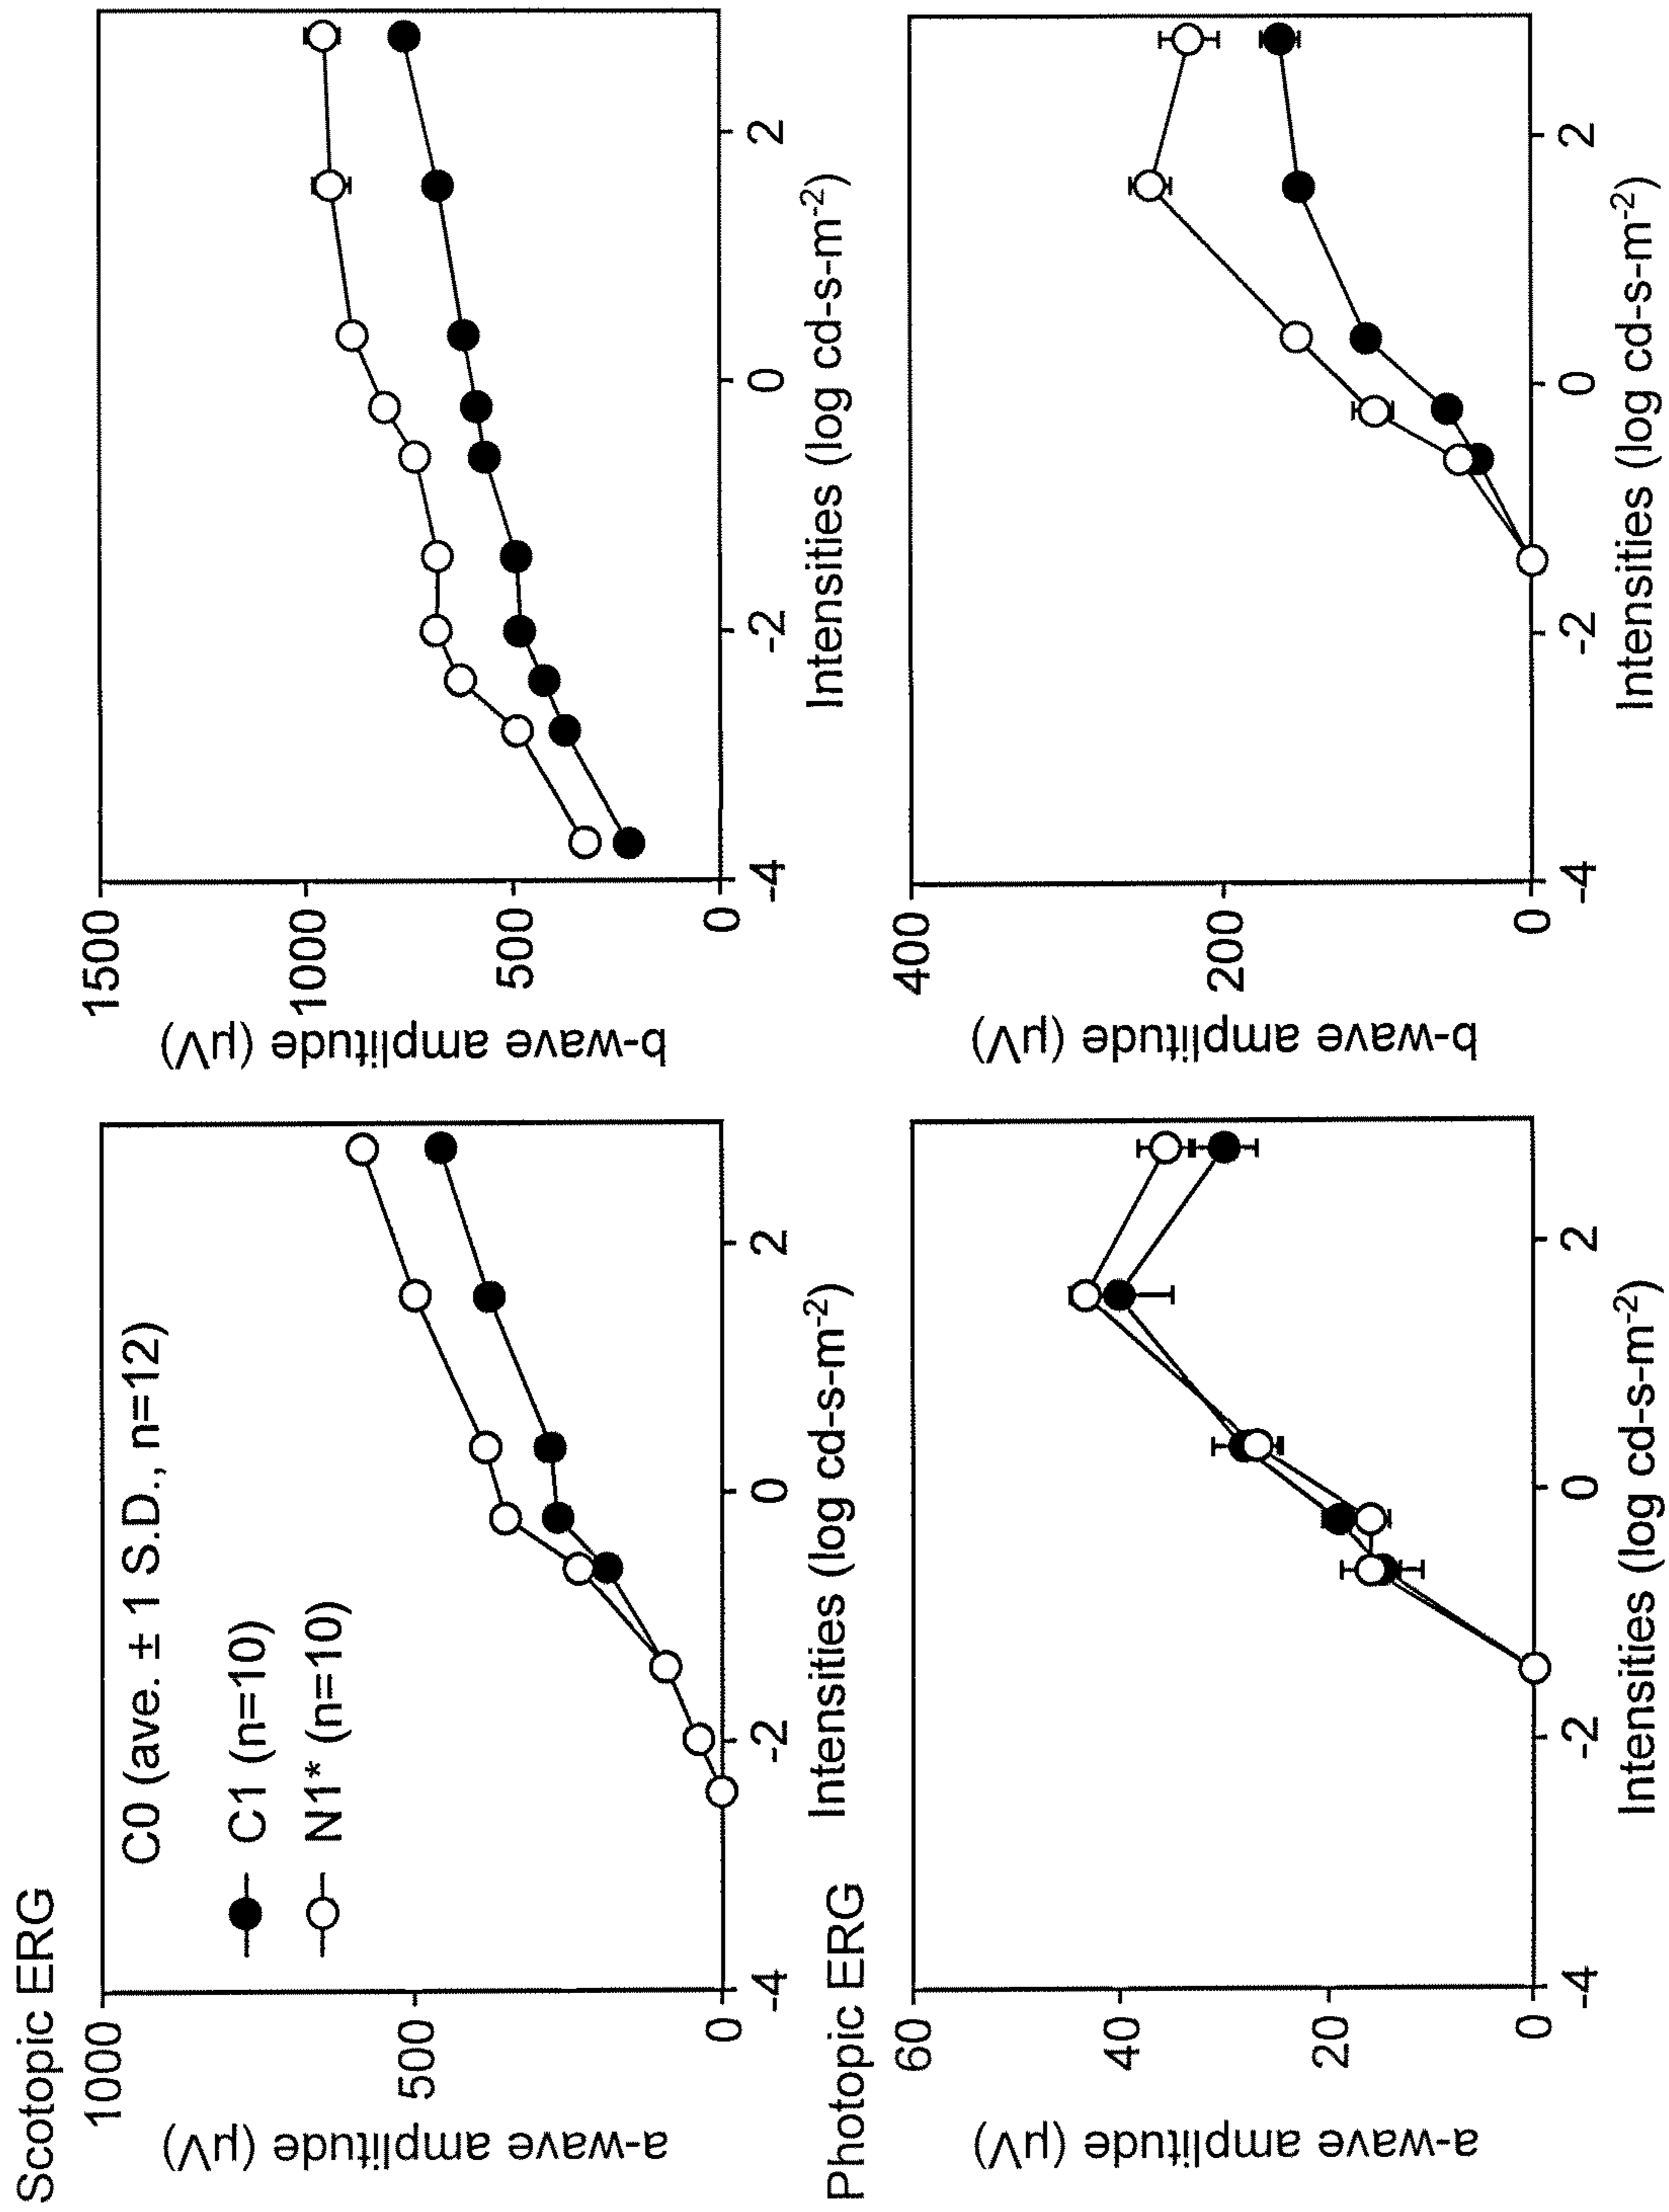 Scotopic ERG
a-wave amplitude (µV)
1000
500
0
C0 (ave. ± 1 S.D., n=12)
C1 (n=10)
N1* (n=10)
-4 -2 0 2
Intensities (log cd-s-m-2)
b-wave amplitude (µV)
1500
1000
500
0
-4 -2 0 2
Intensities (log cd-s-m-2)
Photopic ERG
a-wave amplitude (µV)
60
40
20
0
-4 -2 0 2
Intensities (log cd-s-m-2)
b-wave amplitude (µV)
400
200
0
-4 -2 0 2
Intensities (log cd-s-m-2)